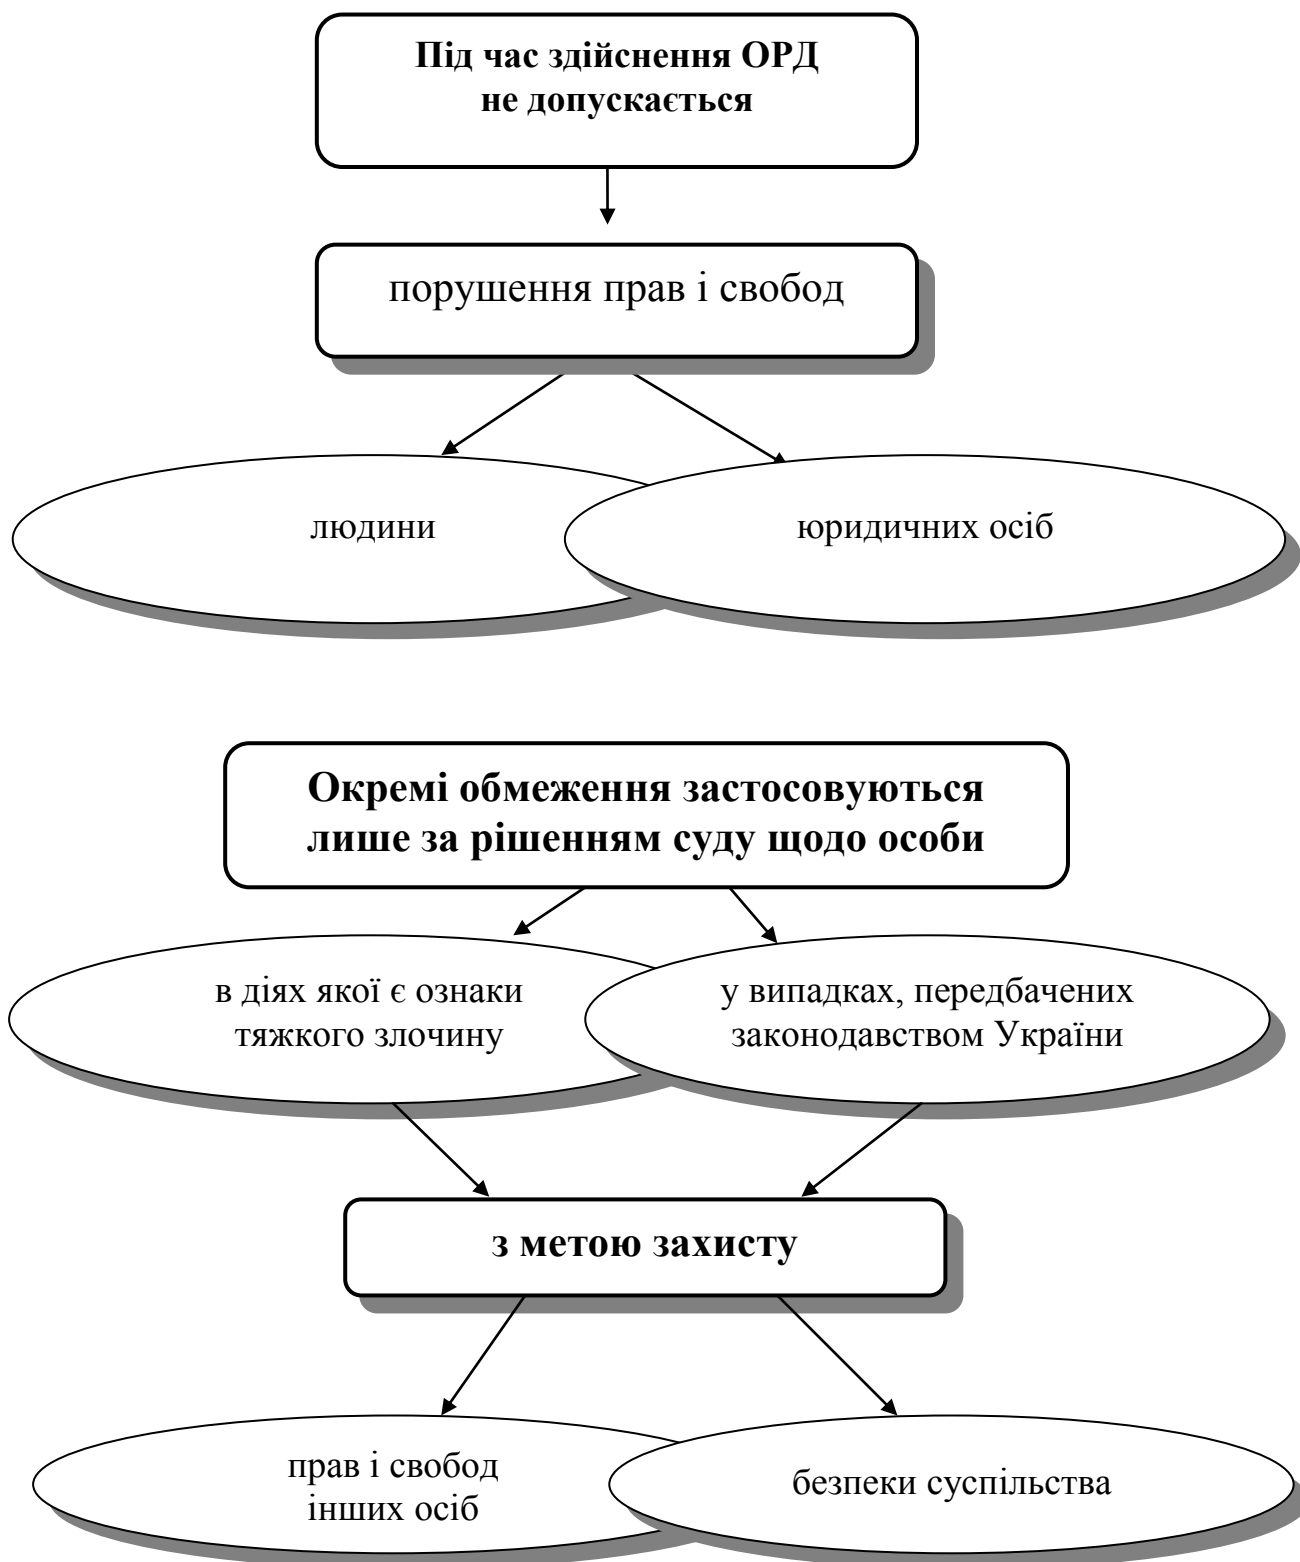 Під час здійснення ОРД
не допускається
порушення прав і свобод
людини
юридичних осіб
Окремі обмеження застосовуються
лише за рішенням суду щодо особи
в діях якої є ознаки
тяжкого злочину
у випадках, передбачених
законодавством України
з метою захисту
прав і свобод
інших осіб
безпеки суспільства